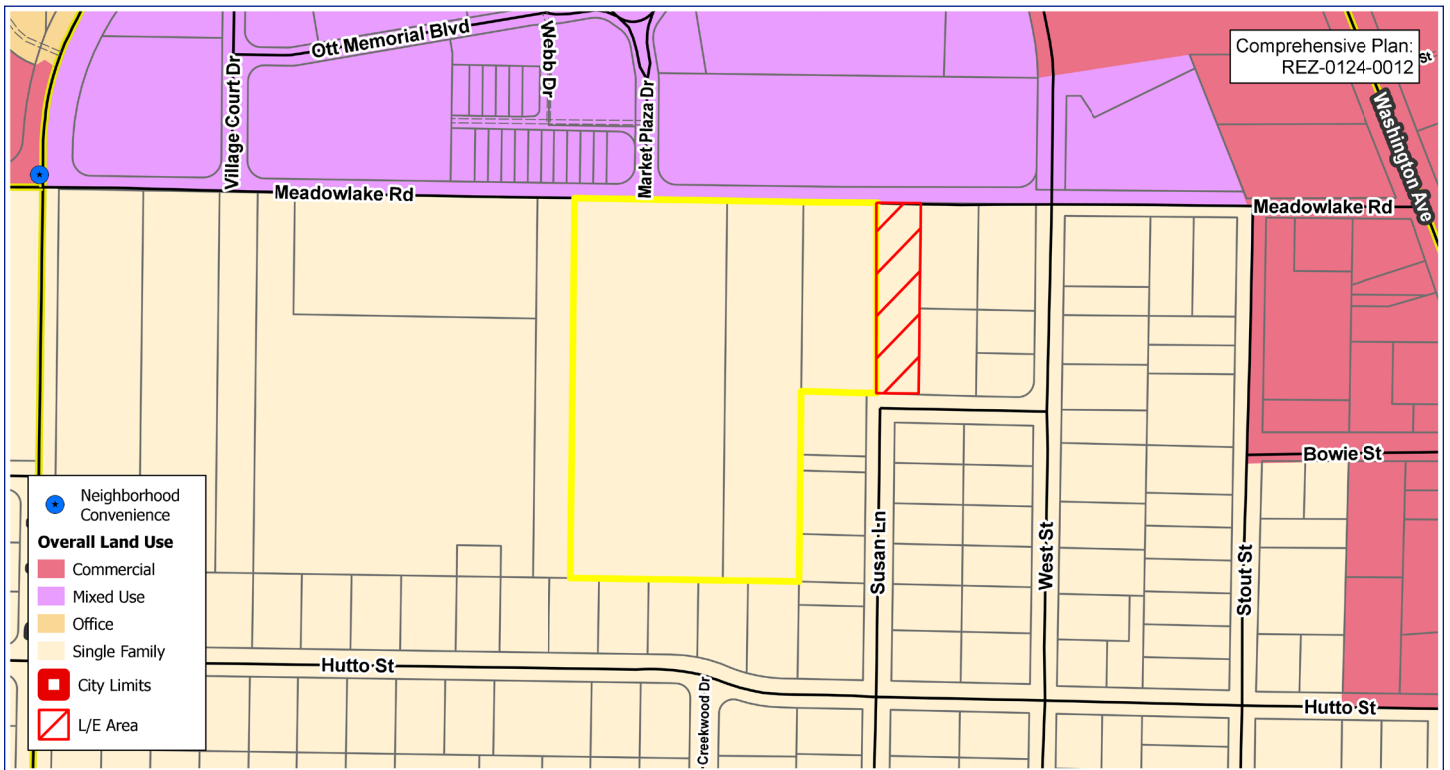 Ott Memorial Blvd
Webb Dr
Village Court Dr
Market Plaza Dr
Comprehensive Plan:
REZ-0124-0012
St
Washington Ave
Meadowlake Rd
Meadowlake Rd
Bowie St
Susan Ln
West St
Stout St
Hutto St
Creekwood Dr
Hutto St
Neighborhood
Convenience
Overall Land Use
Commercial
Mixed Use
Office
Single Family
City Limits
L/E Area